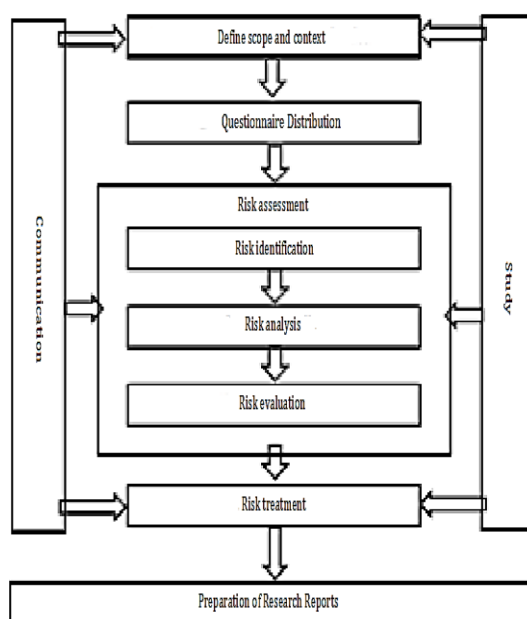 Define scope and context
Questionnaire Distribution
Risk assessment
Risk identification
Communication
Study
Risk analysis
Risk evaluation
Risk treatment
Preparation of Research Reports